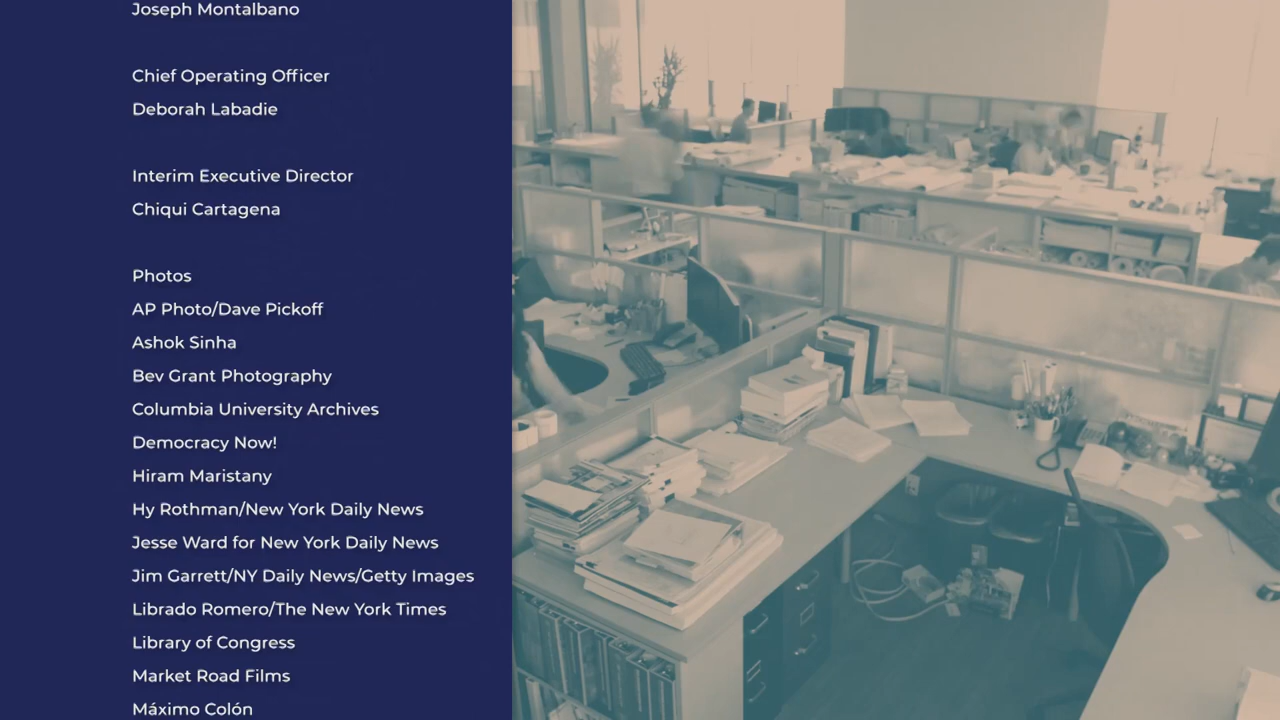 Joseph Montalbano
Chief Operating Officer
Deborah Labadie
Interim Executive Director
Chiqui Cartagena
Photos
AP Photo/Dave Pickoff
Ashok Sinha
Bev Grant Photography
Columbia University Archives
Democracy Now!
Hiram Maristany
Hy Rothman/New York Daily News
Jesse Ward for New York Daily News
Jim Garrett/NY Daily News/Getty Images
Librado Romero/The New York Times
Library of Congress
Market Road Films
Máximo Colón